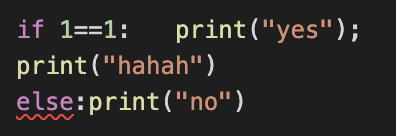 if 1==1:   print("yes");
print("hahah")
else:print("no")